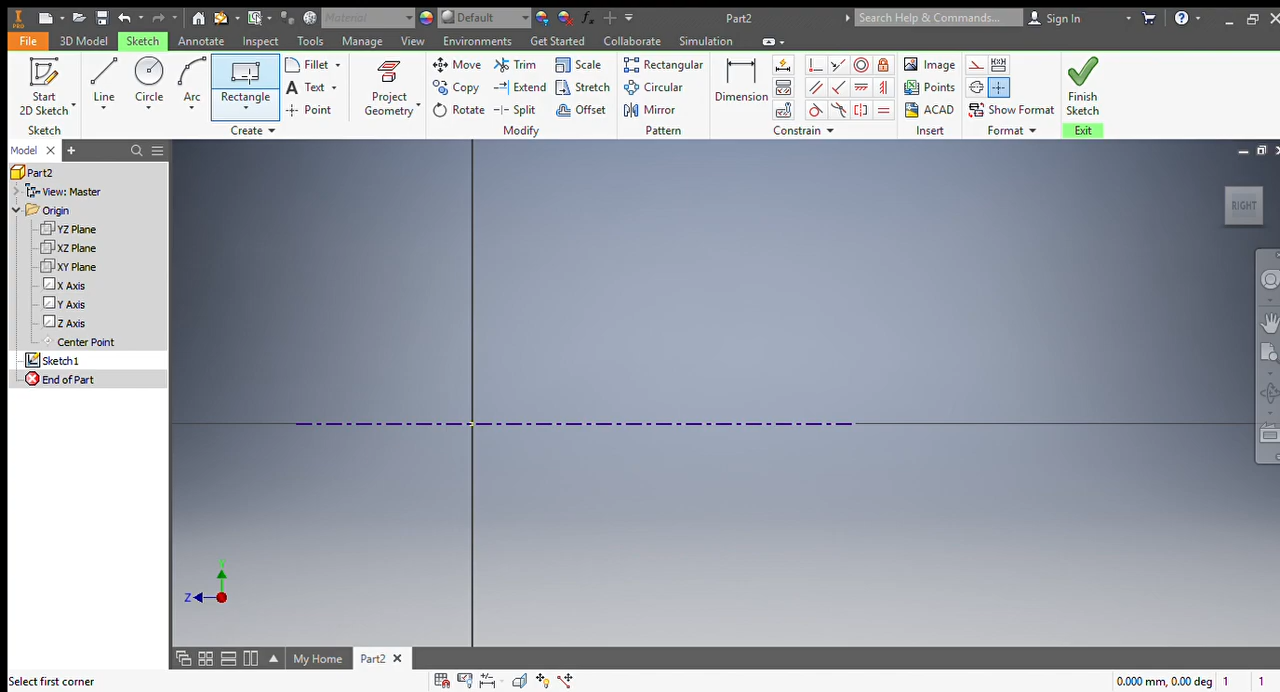 PRO
Material
Default
Part2
Search Help & Commands...
Sign In
File 3D Model Sketch Annotate Inspect Tools Manage View Environments Get Started Collaborate Simulation
Start
2D Sketch
Line
Circle
Arc
Rectangle
Fillet
Text
Point
Project
Geometry
Move
Copy
Rotate
Trim
Extend
Split
Scale
Stretch
Offset
Rectangular
Circular
Mirror
Dimension
Image
Points
ACAD
Show Format
Finish
Sketch
Sketch Create Modify Pattern Constrain Insert Format Exit
Model
Part2
View: Master
Origin
YZ Plane
XZ Plane
XY Plane
X Axis
Y Axis
Z Axis
Center Point
Sketch1
End of Part
RIGHT
Z
My Home Part2
Select first corner
0.000 mm, 0.00 deg 1 1